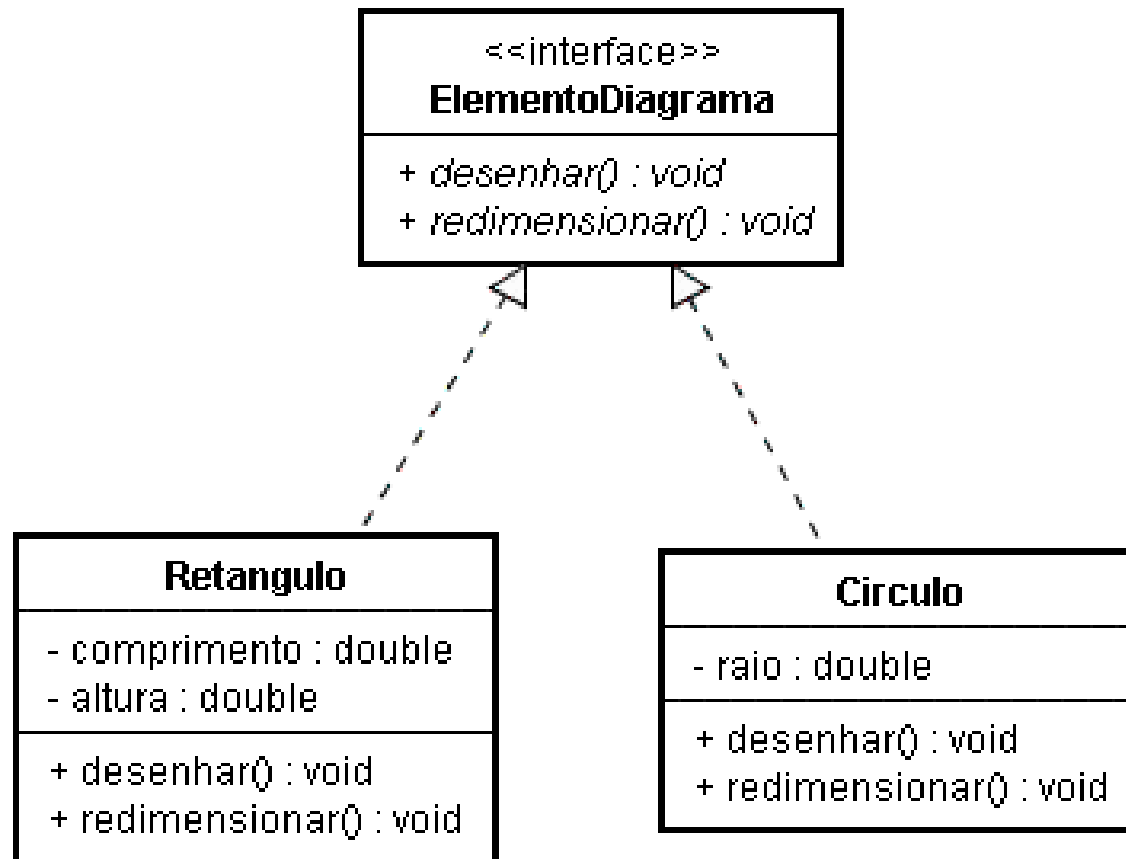 <<interface>>
ElementoDiagrama
+ desenhar() : void
+ redimensionar() : void
Retangulo
- comprimento : double
- altura : double
+ desenhar() : void
+ redimensionar() : void
Circulo
- raio : double
+ desenhar() : void
+ redimensionar() : void